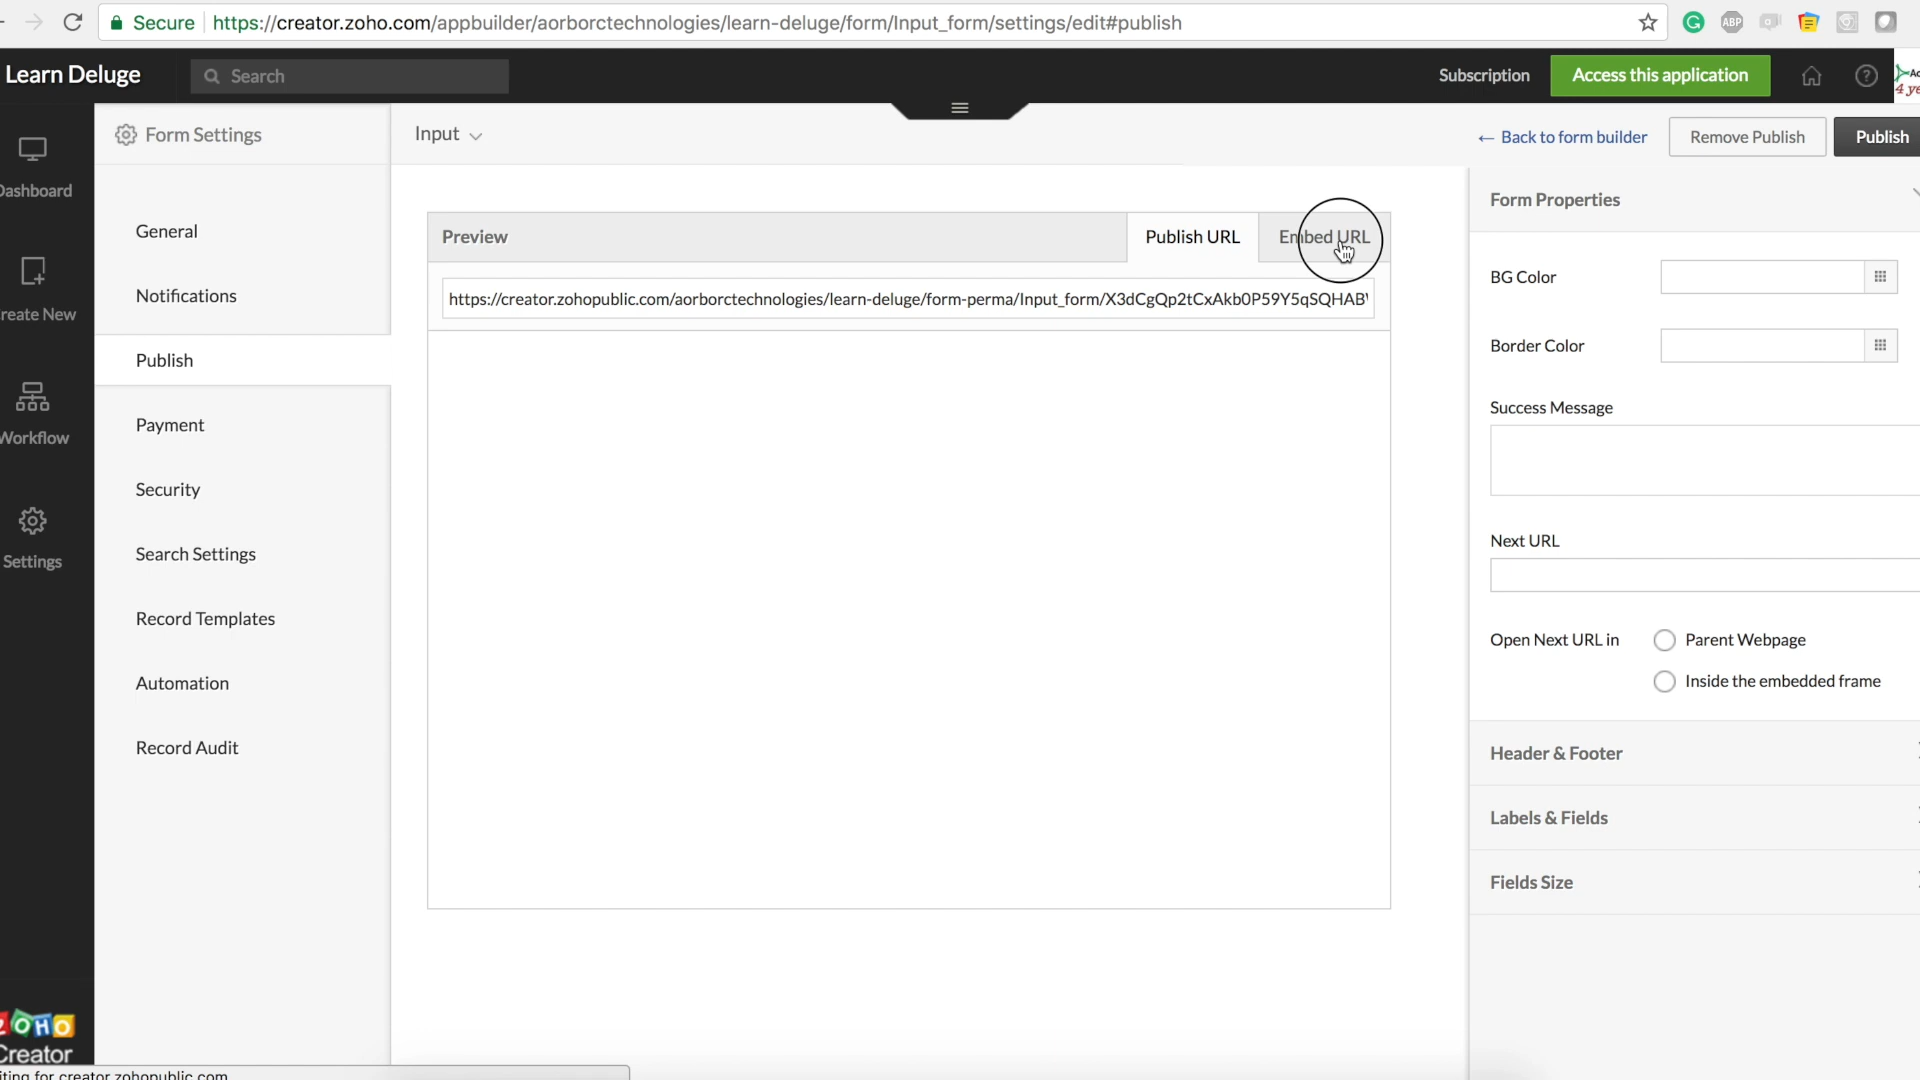 Secure https://creator.zoho.com/appbuilder/aorborctechnologies/learn-deluge/form/Input_form/settings/edit#publish
ABP
Learn Deluge
Search
Subscription
Access this application
4 ye
Form Settings
Input
← Back to form builder
Remove Publish
Publish
Dashboard
Create New
Workflow
Settings
General
Notifications
Publish
Payment
Security
Search Settings
Record Templates
Automation
Record Audit
Preview
Publish URL
Embed URL
https://creator.zohopublic.com/aorborctechnologies/learn-deluge/form-perma/Input_form/X3dCgQp2tCxAkb0P59Y5qSQHAB
Form Properties
BG Color
Border Color
Success Message
Next URL
Open Next URL in
Parent Webpage
Inside the embedded frame
Header & Footer
Labels & Fields
Fields Size
ZOHO
Creator
iting for creator.zohopublic.com